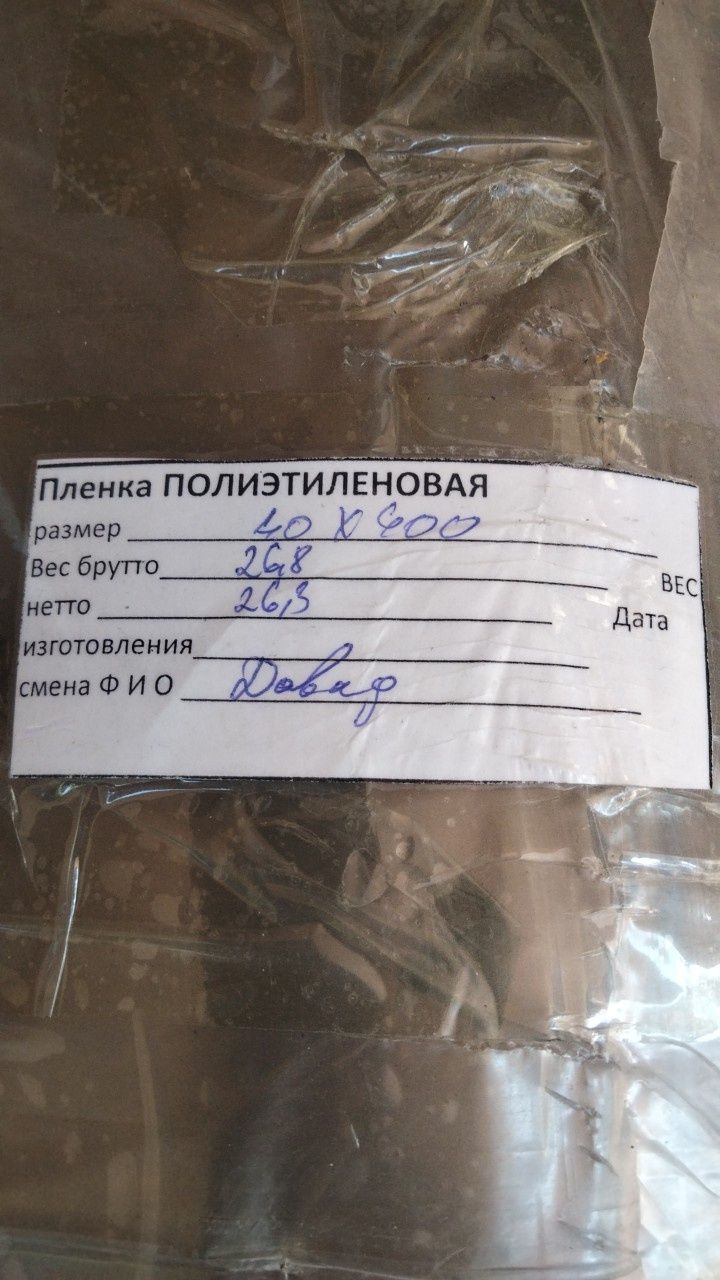 Пленка ПОЛИЭТИЛЕНОВАЯ
размер 40 х 400
Вес брутто 26,8 ВЕС
нетто 26,3 Дата
изготовления
смена Ф И О Давид